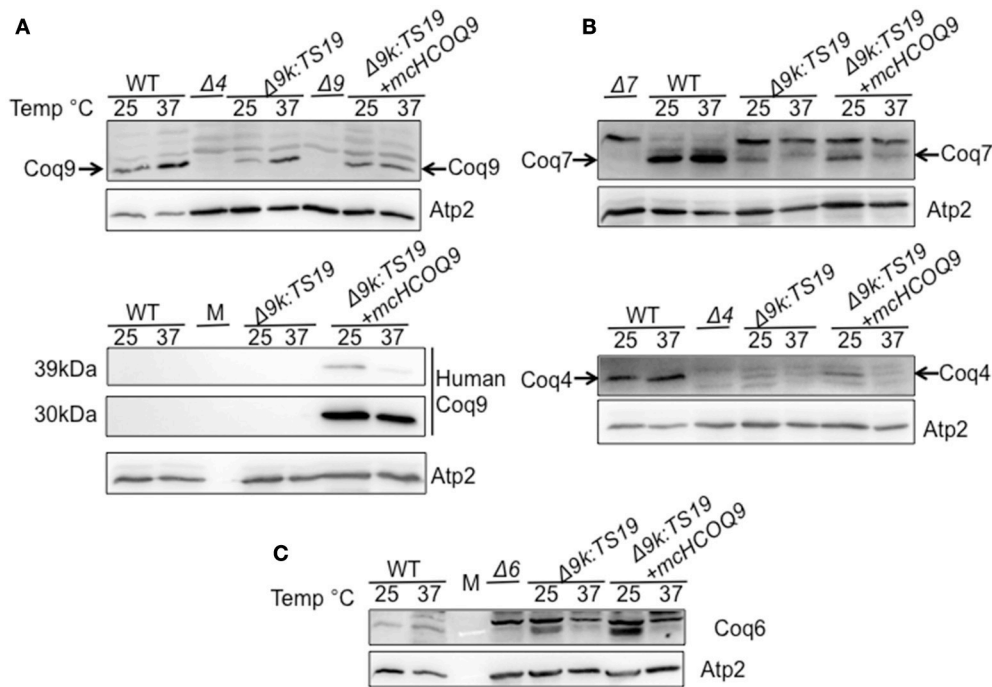 A
WT Δ4 Δ9k:TS19 Δ9 Δ9k:TS19 +mcHCOQ9
Temp °C 25 37 25 37 25 37
Coq9 Coq9
Atp2
WT M Δ9k:TS19 Δ9k:TS19 +mcHCOQ9
25 37 25 37 25 37
39kDa
Human
30kDa Coq9
Atp2
B
Δ7 WT Δ9k:TS19 Δ9k:TS19 +mcHCOQ9
25 37 25 37 25 37
Coq7 Coq7
Atp2
WT Δ4 Δ9k:TS19 Δ9k:TS19 +mcHCOQ9
25 37 25 37 25 37
Coq4 Coq4
Atp2
C
WT M Δ6 Δ9k:TS19 Δ9k:TS19 +mcHCOQ9
Temp °C 25 37 25 37 25 37
Coq6
Atp2